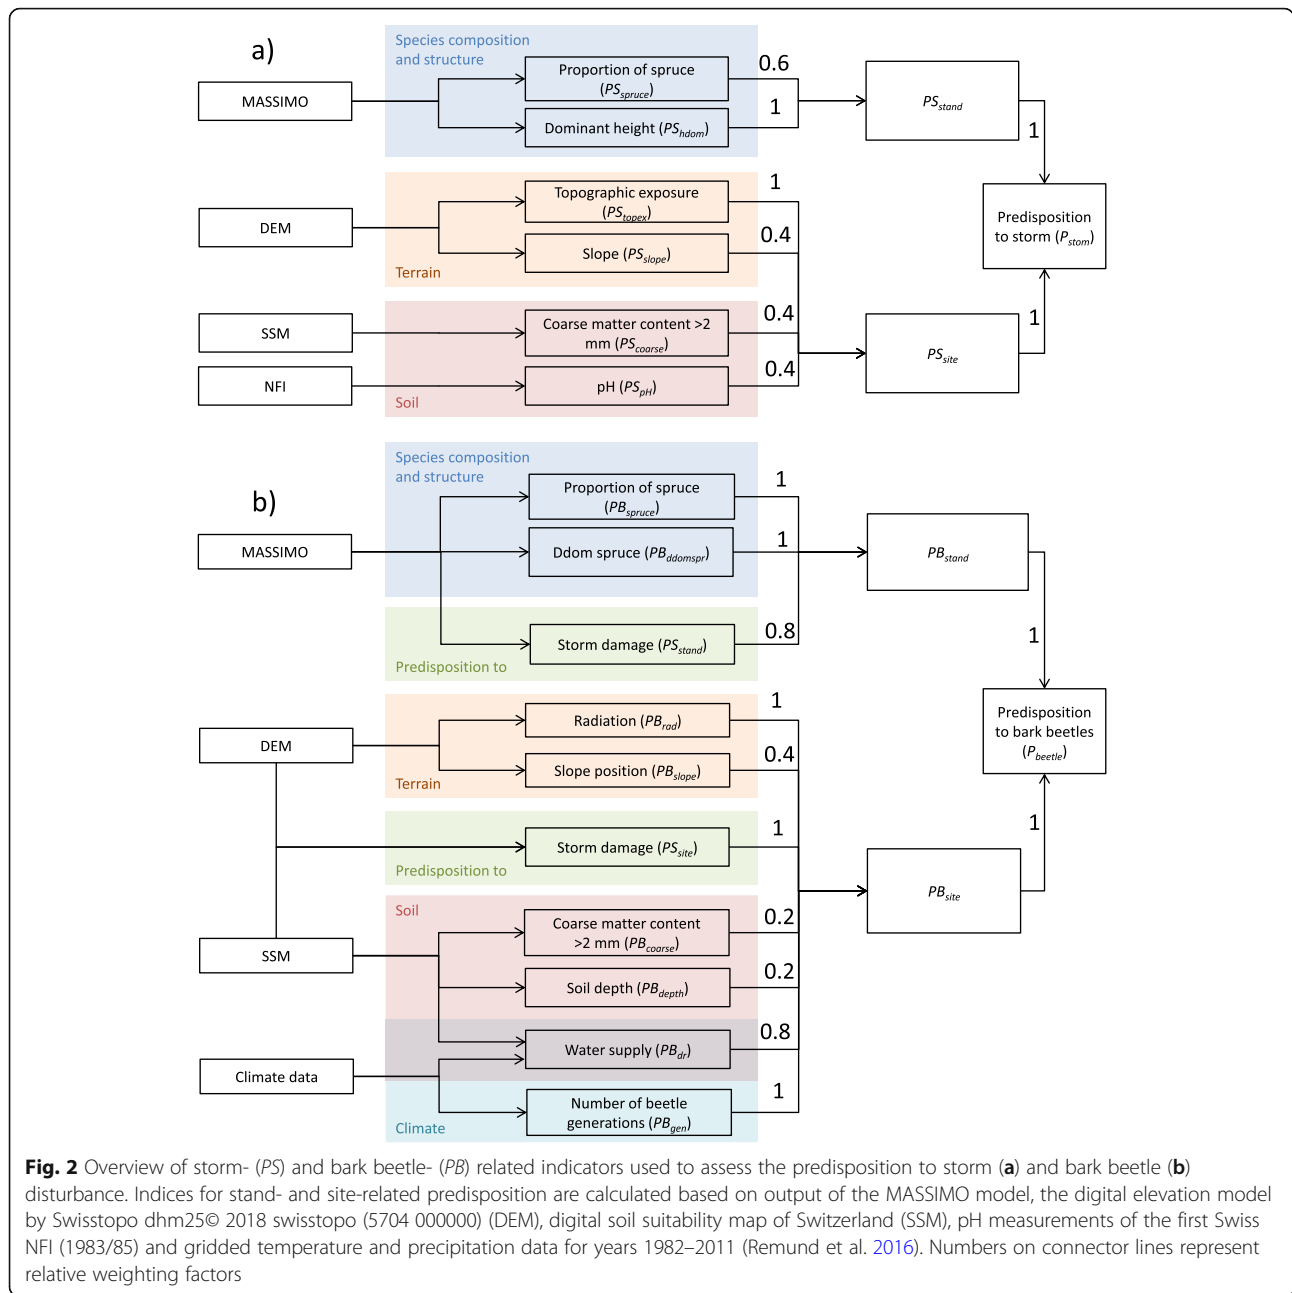 a)
Species composition
and structure
MASSIMO
Proportion of spruce
(PSspruce)
0.6
Dominant height (PShdom)
1
PSstand
1
DEM
Topographic exposure
(PStopex)
1
Slope (PSslope)
0.4
Terrain
Predisposition
to storm (Pstom)
SSM
Coarse matter content >2
mm (PScoarse)
0.4
NFI
pH (PSpH)
0.4
Soil
PSsite
1
b)
Species composition
and structure
MASSIMO
Proportion of spruce
(PBspruce)
1
Ddom spruce (PBddomspr)
1
Storm damage (PSstand)
0.8
Predisposition to
PBstand
1
DEM
Radiation (PBrad)
1
Slope position (PBslope)
0.4
Terrain
Predisposition
to bark beetles
(Pbeetle)
Storm damage (PSsite)
1
Predisposition to
PBsite
1
Soil
SSM
Coarse matter content
>2 mm (PBcoarse)
0.2
Soil depth (PBdepth)
0.2
Water supply (PBdr)
0.8
Climate data
Number of beetle
generations (PBgen)
1
Climate
Fig. 2 Overview of storm- (PS) and bark beetle- (PB) related indicators used to assess the predisposition to storm (a) and bark beetle (b)
disturbance. Indices for stand- and site-related predisposition are calculated based on output of the MASSIMO model, the digital elevation model
by Swisstopo dhm25© 2018 swisstopo (5704 000000) (DEM), digital soil suitability map of Switzerland (SSM), pH measurements of the first Swiss
NFI (1983/85) and gridded temperature and precipitation data for years 1982–2011 (Remund et al. 2016). Numbers on connector lines represent
relative weighting factors